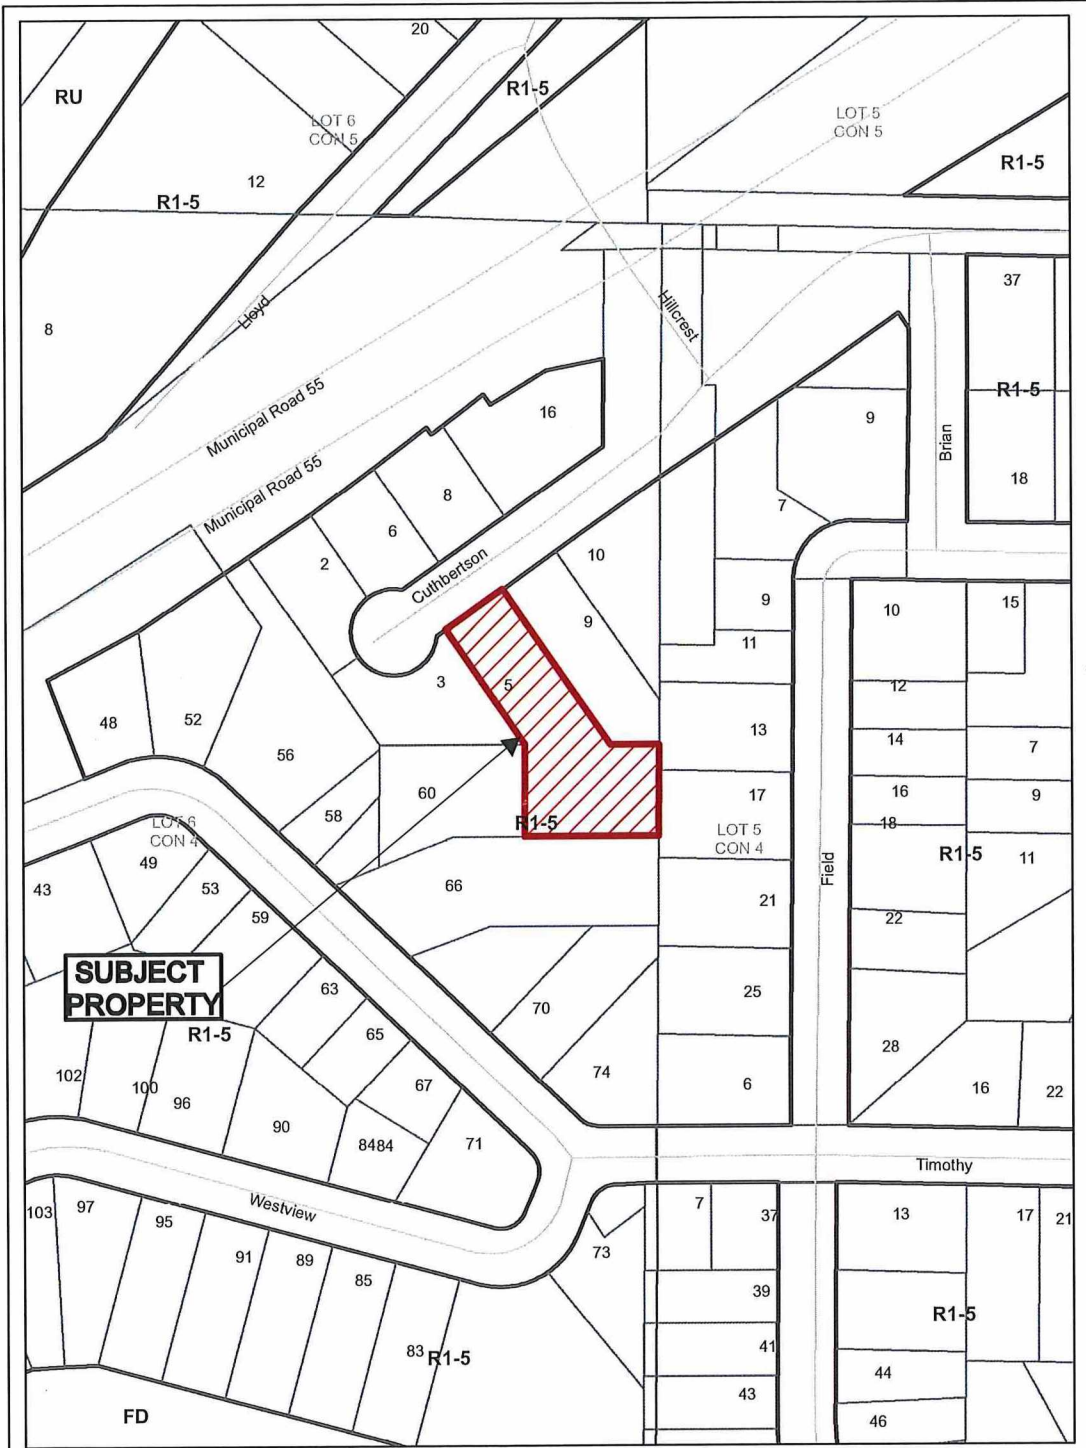 20
RU
R1-5
LOT 6
CON 5
LOT 5
CON 5
R1-5
12
R1-5
37
Lloyd
Hillcrest
8
Municipal Road 55
R1-5
16
9
Brian
Municipal Road 55
18
8
7
6
2
Cuthbertson
10
9
9
10
15
11
3
5
12
48
52
13
14
7
56
60
17
16
9
58
R1-5
LOT 6
CON 4
LOT 5
CON 4
18
R1-5
11
49
43
53
66
Field
59
21
22
SUBJECT
PROPERTY
63
25
70
R1-5
65
28
102
100
96
67
74
6
16
22
90
8484
71
Timothy
Westview
103
97
95
7
37
13
17
21
91
89
85
73
39
R1-5
83
R1-5
41
44
43
46
FD